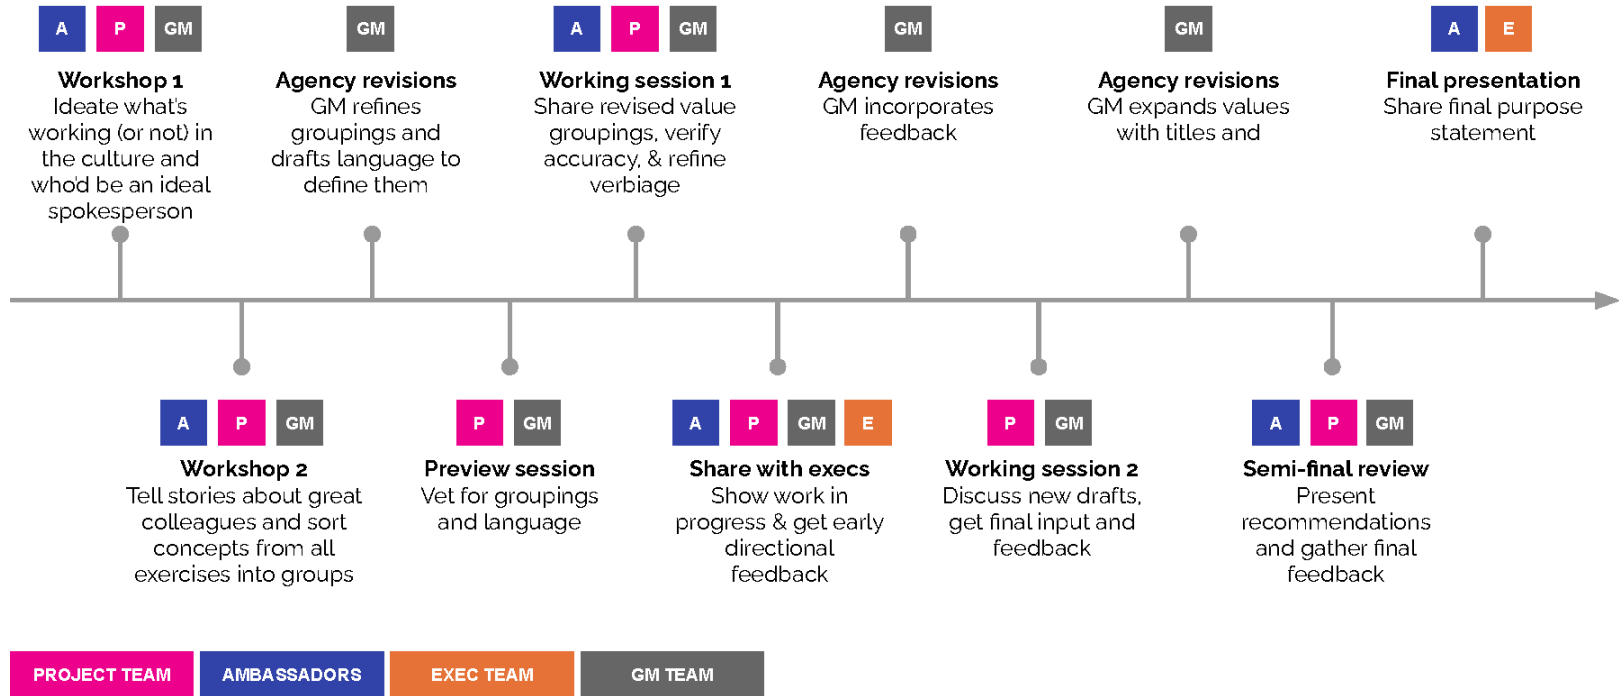 A P GM
Workshop 1
Ideate what's
working (or not) in
the culture and
who'd be an ideal
spokesperson
GM
Agency revisions
GM refines
groupings and
drafts language to
define them
A P GM
Working session 1
Share revised value
groupings, verify
accuracy, & refine
verbiage
GM
Agency revisions
GM incorporates
feedback
GM
Agency revisions
GM expands values
with titles and
A E
Final presentation
Share final purpose
statement
A P GM
Workshop 2
Tell stories about great
colleagues and sort
concepts from all
exercises into groups
P GM
Preview session
Vet for groupings
and language
A P GM E
Share with execs
Show work in
progress & get early
directional
feedback
P GM
Working session 2
Discuss new drafts,
get final input and
feedback
A P GM
Semi-final review
Present
recommendations
and gather final
feedback
PROJECT TEAM
AMBASSADORS
EXEC TEAM
GM TEAM